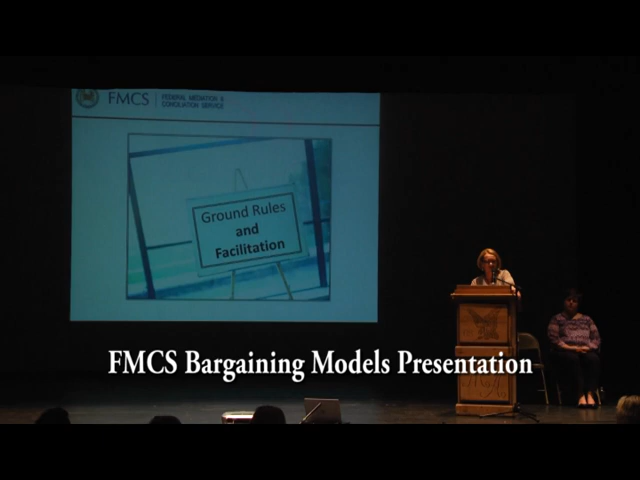 FMCS
FEDERAL MEDIATION &
CONCILIATION SERVICE
Ground Rules
and
Facilitation
FMCS Bargaining Models Presentation